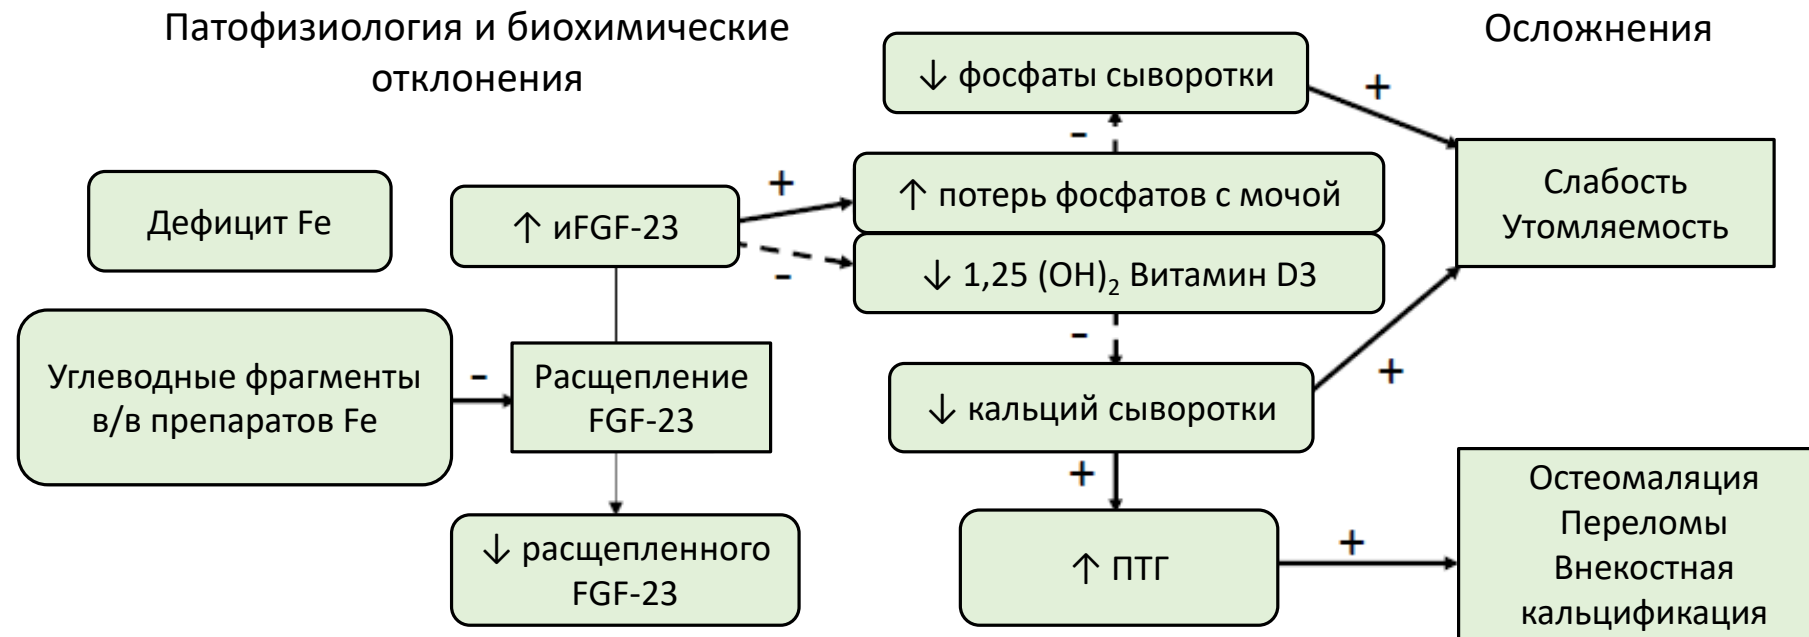 Патофизиология и биохимические
отклонения
Осложнения
↓ фосфаты сыворотки
+
-
Дефицит Fe
↑ иFGF-23
+
-
↑ потерь фосфатов с мочой
↓ 1,25 (OH)₂ Витамин D3
Слабость
Утомляемость
Углеводные фрагменты
в/в препаратов Fe
-
Расщепление
FGF-23
-
↓ кальций сыворотки
+
+
↓ расщепленного
FGF-23
↑ ПТГ
+
Остеомаляция
Переломы
Внекостная
кальцификация